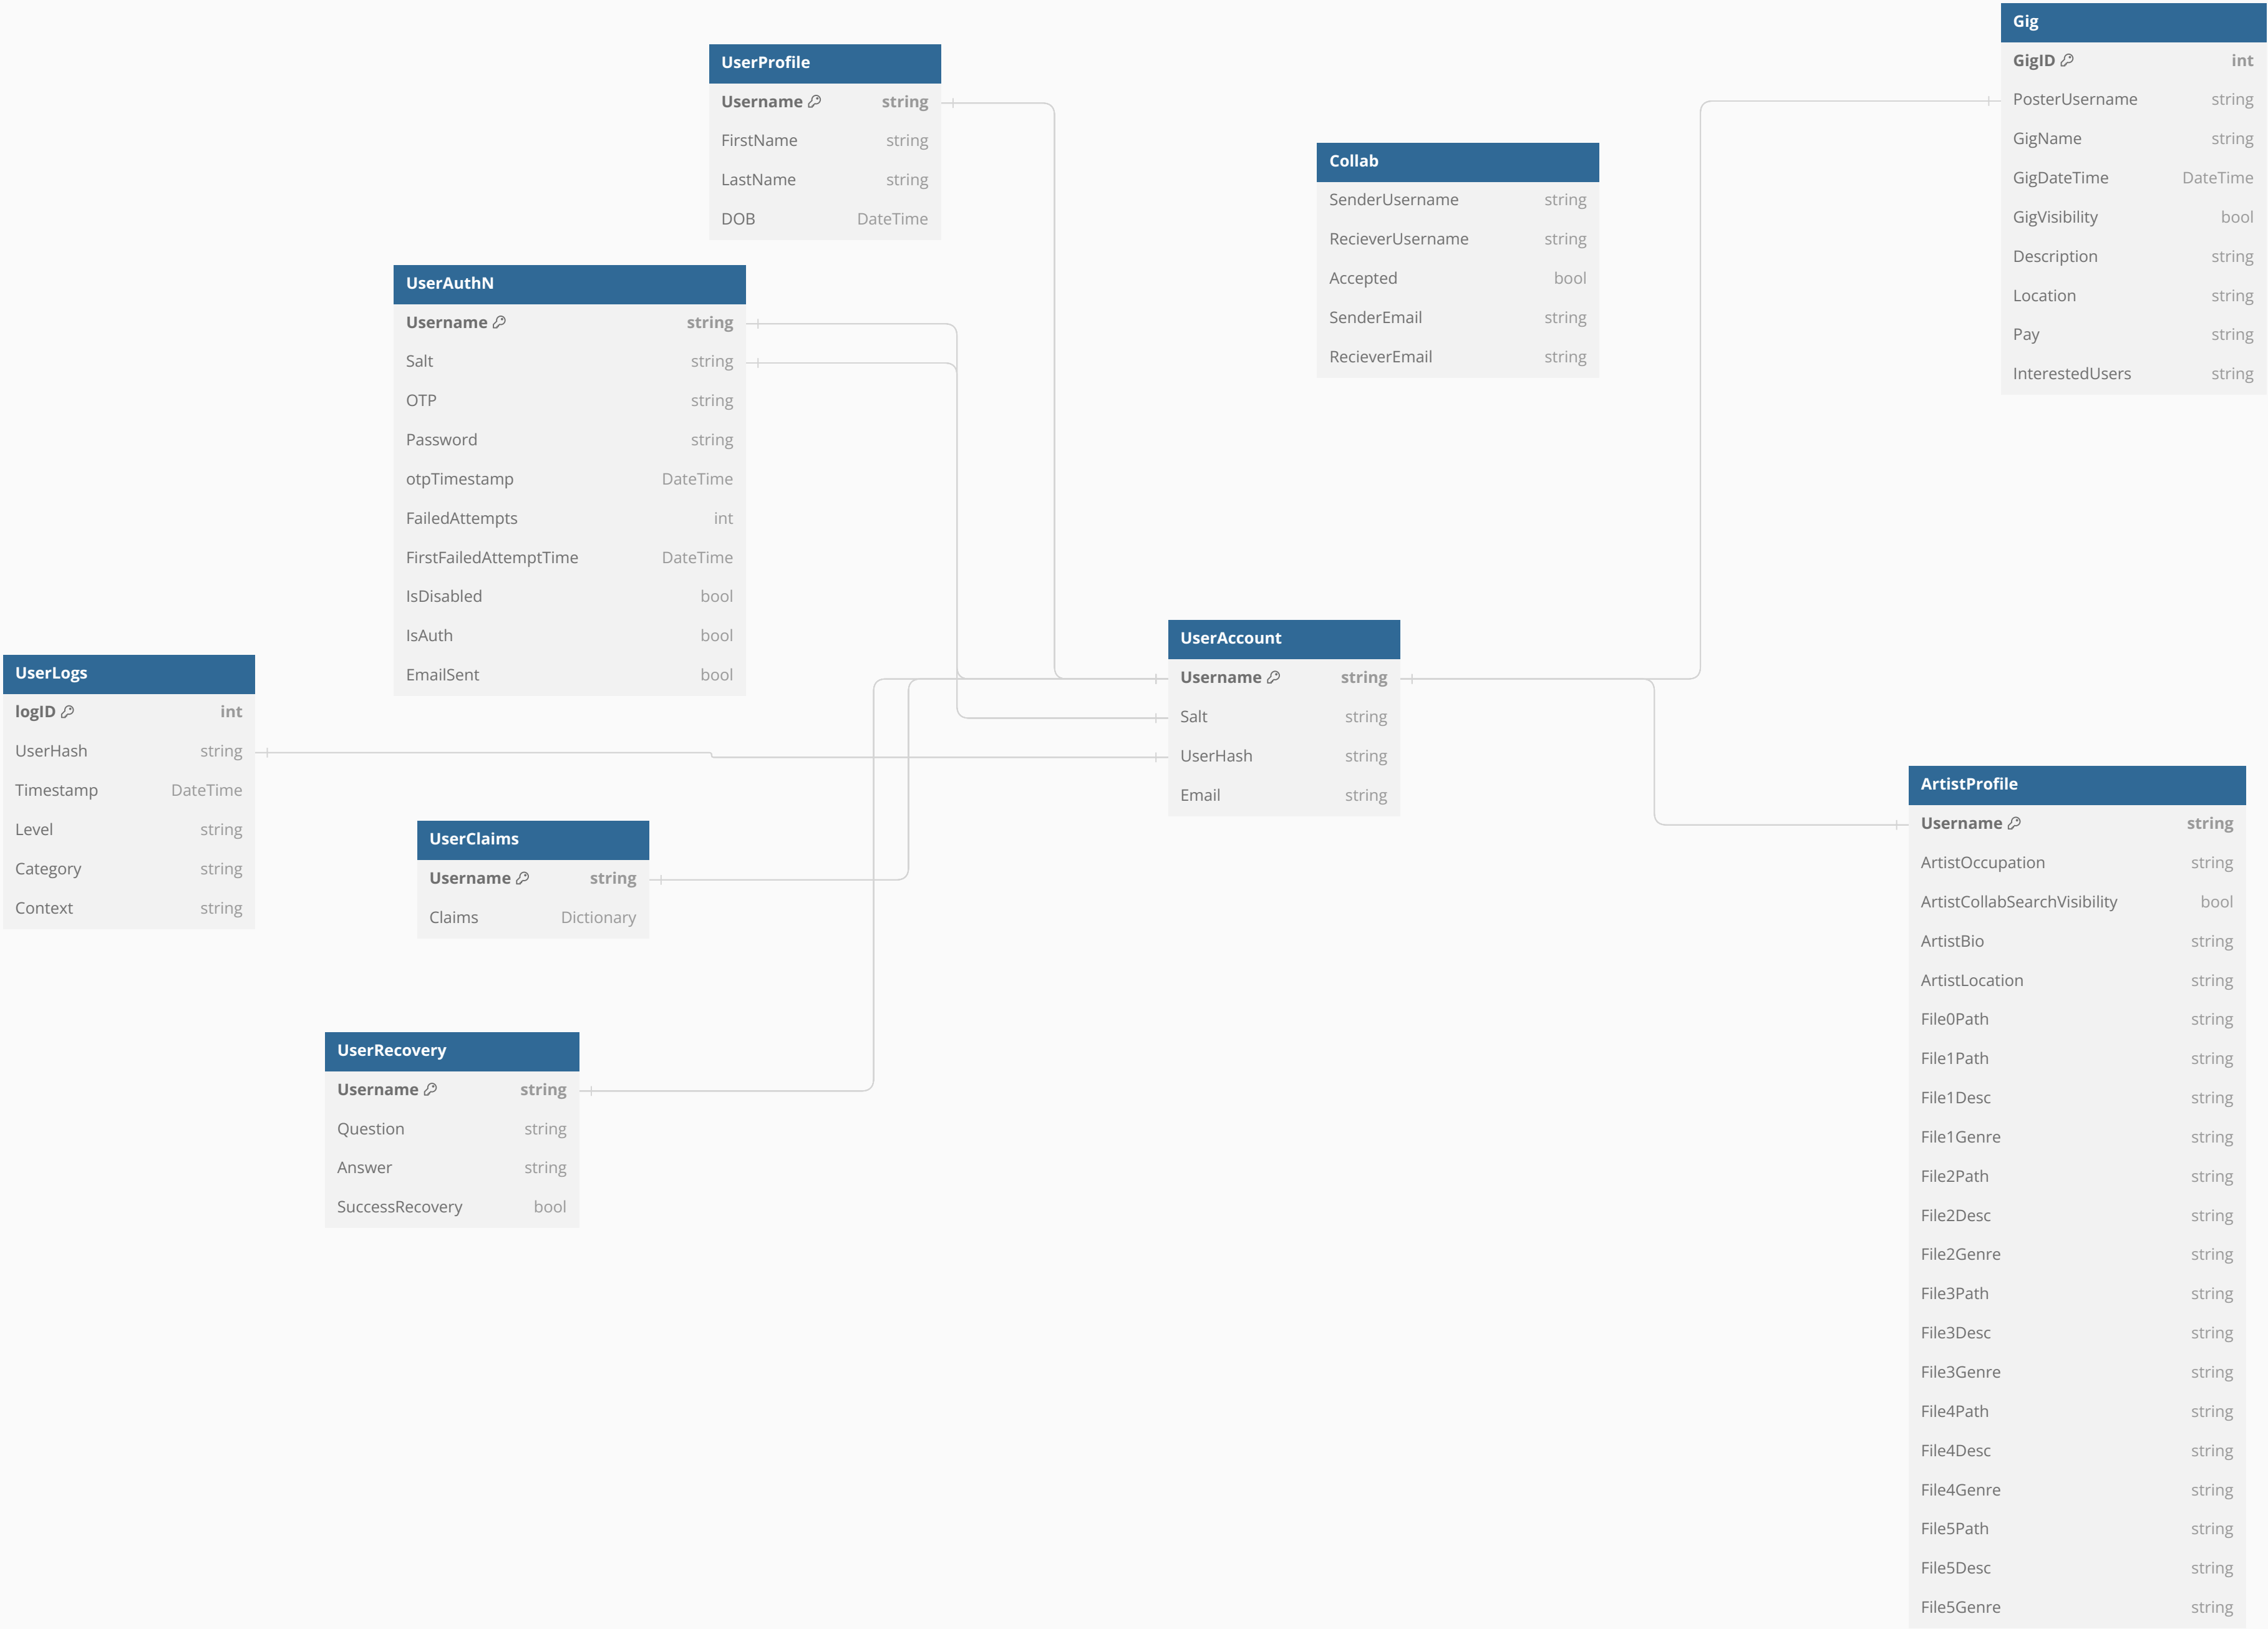 UserProfile
Username string
FirstName string
LastName string
DOB DateTime
UserAuthN
Username string
Salt string
OTP string
Password string
otpTimestamp DateTime
FailedAttempts int
FirstFailedAttemptTime DateTime
IsDisabled bool
IsAuth bool
EmailSent bool
UserLogs
logID int
UserHash string
Timestamp DateTime
Level string
Category string
Context string
UserClaims
Username string
Claims Dictionary
UserRecovery
Username string
Question string
Answer string
SuccessRecovery bool
Collab
SenderUsername string
RecieverUsername string
Accepted bool
SenderEmail string
RecieverEmail string
UserAccount
Username string
Salt string
UserHash string
Email string
Gig
GigID int
PosterUsername string
GigName string
GigDateTime DateTime
GigVisibility bool
Description string
Location string
Pay string
InterestedUsers string
ArtistProfile
Username string
ArtistOccupation string
ArtistCollabSearchVisibility bool
ArtistBio string
ArtistLocation string
File0Path string
File1Path string
File1Desc string
File1Genre string
File2Path string
File2Desc string
File2Genre string
File3Path string
File3Desc string
File3Genre string
File4Path string
File4Desc string
File4Genre string
File5Path string
File5Desc string
File5Genre string